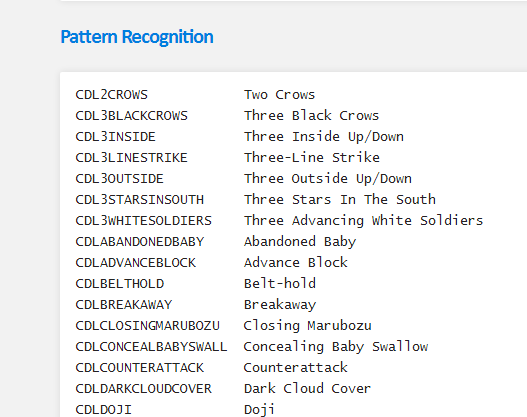 Pattern Recognition
CDL2CROWS Two Crows
CDL3BLACKCROWS Three Black Crows
CDL3INSIDE Three Inside Up/Down
CDL3LINESTRIKE Three-Line Strike
CDL3OUTSIDE Three Outside Up/Down
CDL3STARSINSOUTH Three Stars In The South
CDL3WHITESOLDIERS Three Advancing White Soldiers
CDLABANDONEDBABY Abandoned Baby
CDLADVANCEBLOCK Advance Block
CDLBELTHOLD Belt-hold
CDLBREAKAWAY Breakaway
CDLCLOSINGMARUBOZU Closing Marubozu
CDLCONCEALBABYSWALL Concealing Baby Swallow
CDLCOUNTERATTACK Counterattack
CDLDARKCLOUDCOVER Dark Cloud Cover
CDLDOJI Doji